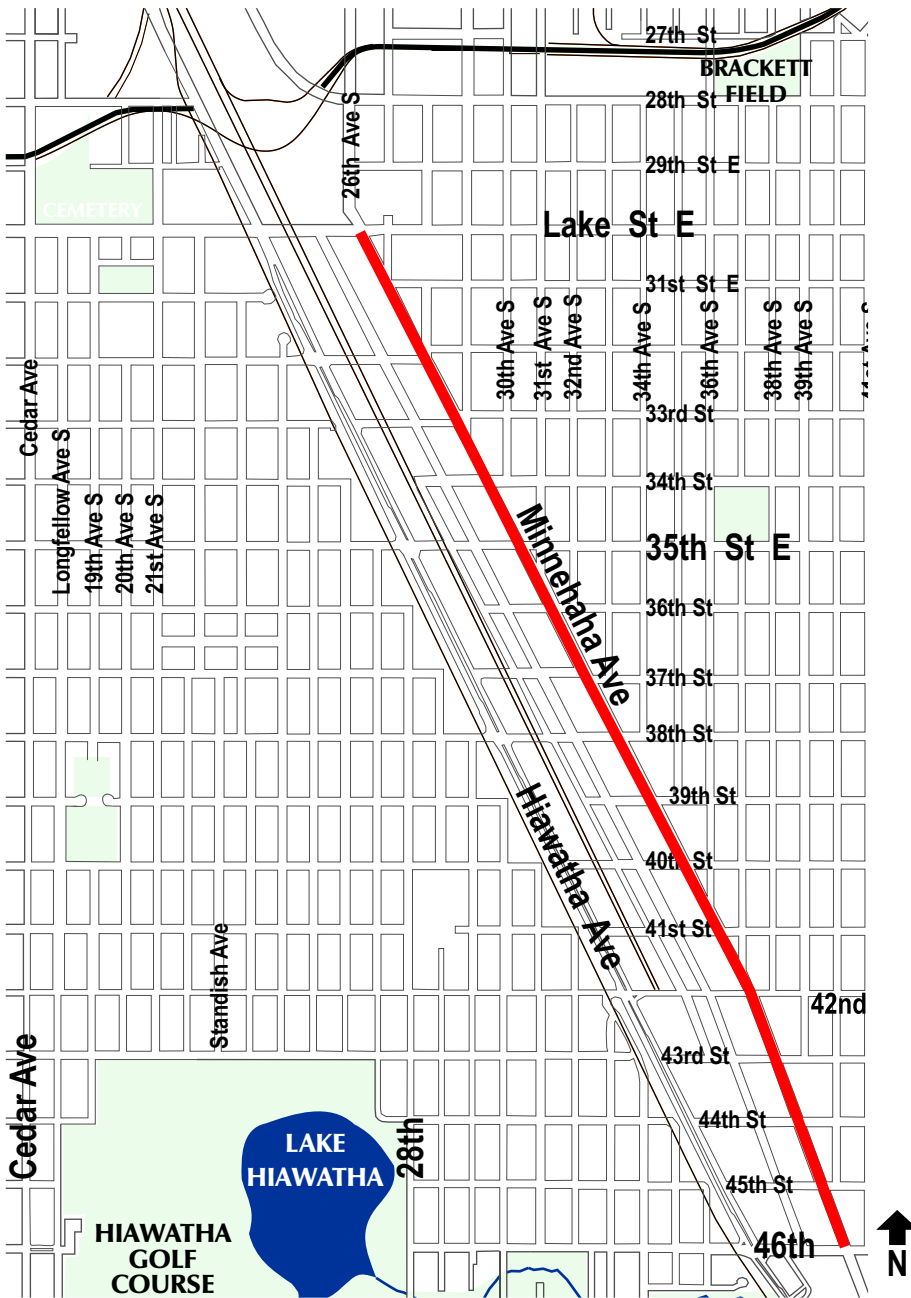 27th St
BRACKETT
FIELD
28th St
26th Ave S
29th St E
CEMETERY
Lake St E
31st St E
30th Ave S
31st Ave S
32nd Ave S
34th Ave S
36th Ave S
38th Ave S
39th Ave S
Cedar Ave
33rd St
Longfellow Ave S
19th Ave S
20th Ave S
21st Ave S
34th St
Minnehaha Ave
35th St E
36th St
37th St
38th St
Hiawatha Ave
39th St
40th St
41st St
Standish Ave
42nd
Cedar Ave
43rd St
28th
44th St
LAKE
HIAWATHA
45th St
46th
HIAWATHA
GOLF
COURSE
N